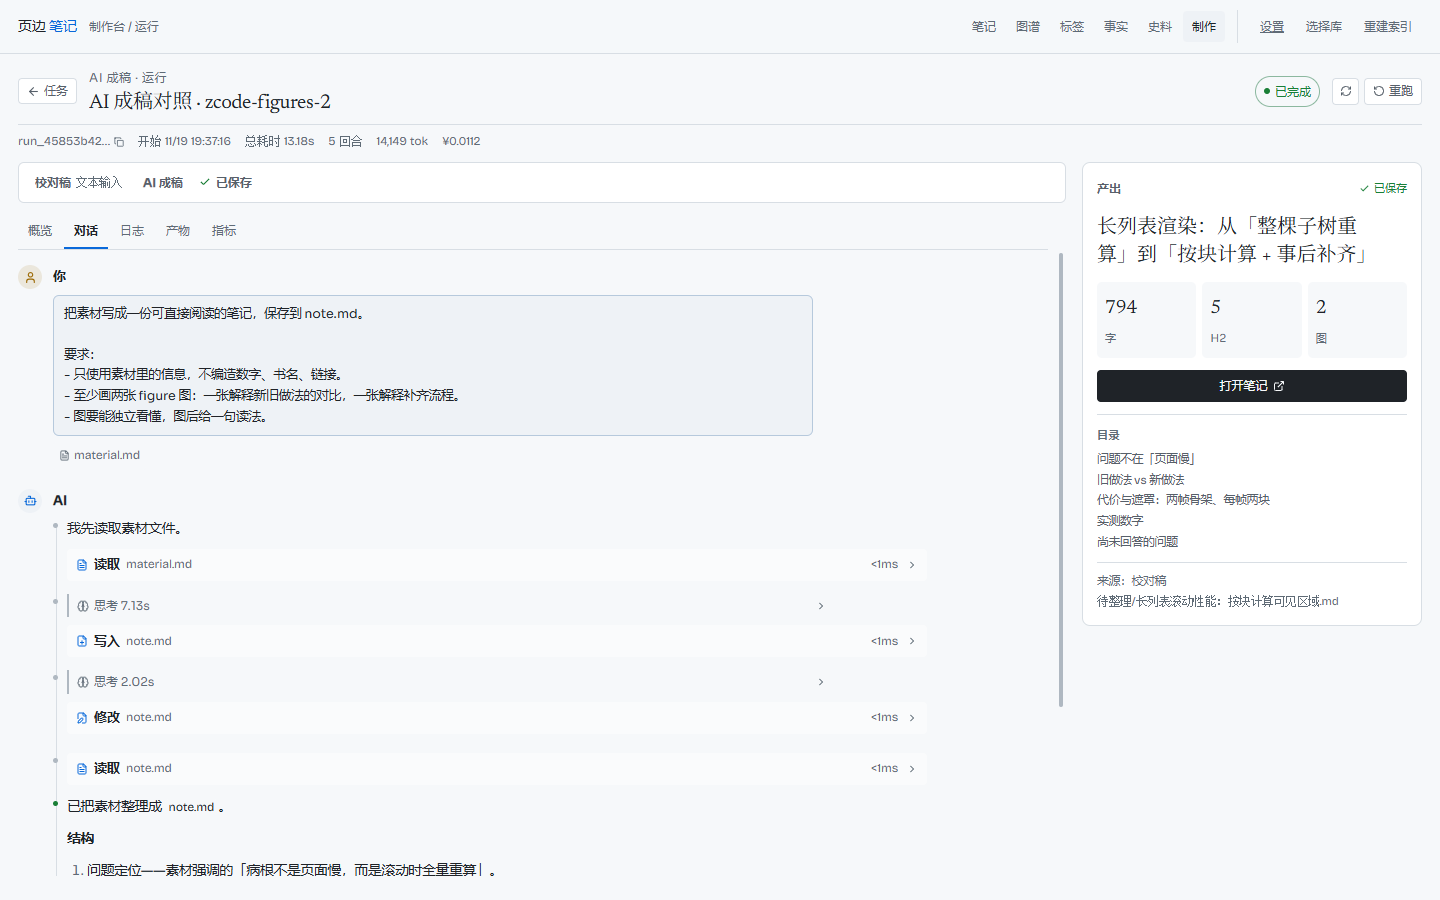 页边 笔记 制作台 / 运行
笔记 图谱 标签 事实 史料 制作 设置 选择库 重建索引
← 任务
AI 成稿 · 运行
AI 成稿对照 · zcode-figures-2
已完成
重跑
run_45853b42... 开始 11/19 19:37:16 总耗时 13.18s 5 回合 14,149 tok ¥0.0112
校对稿 文本输入 AI 成稿 ✓ 已保存
概览 对话 日志 产物 指标
你
把素材写成一份可直接阅读的笔记，保存到 note.md。
要求：
- 只使用素材里的信息，不编造数字、书名、链接。
- 至少画两张 figure 图：一张解释新旧做法的对比，一张解释补齐流程。
- 图要能独立看懂，图后给一句读法。
material.md
AI
我先读取素材文件。
读取 material.md <1ms
思考 7.13s
写入 note.md <1ms
思考 2.02s
修改 note.md <1ms
读取 note.md <1ms
已把素材整理成 note.md 。
结构
1. 问题定位——素材强调的「病根不是页面慢，而是滚动时全量重算」。
产出 ✓ 已保存
长列表渲染：从「整棵子树重
算」到「按块计算 + 事后补齐」
794 5 2
字 H2 图
打开笔记
目录
问题不在「页面慢」
旧做法 vs 新做法
代价与遮罩：两帧骨架、每帧两块
实测数字
尚未回答的问题
来源：校对稿
待整理/长列表滚动性能：按块计算可见区域.md